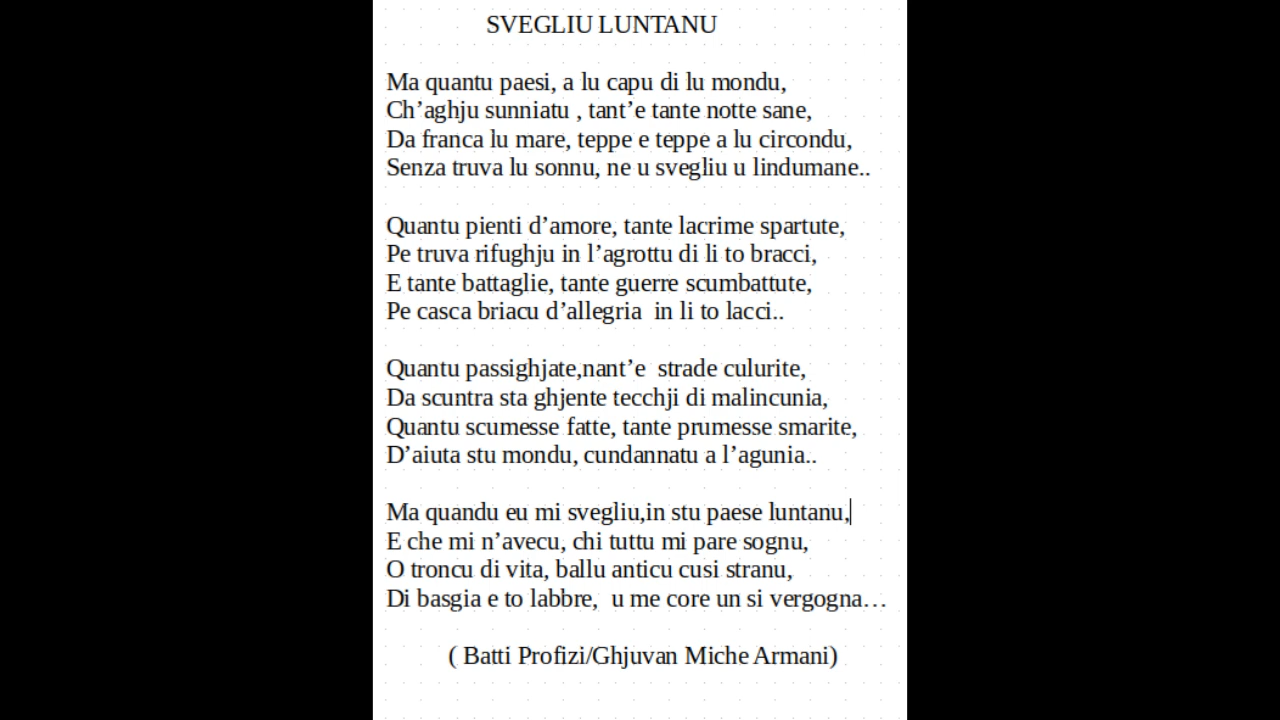 SVEGLIU LUNTANU
Ma quantu paesi, a lu capu di lu mondu,
Ch’aghju sunniatu , tant’e tante notte sane,
Da franca lu mare, teppe e teppe a lu circondu,
Senza truva lu sonnu, ne u svegliu u lindumane..
Quantu pienti d’amore, tante lacrime spartute,
Pe truva rifughju in l’agrottu di li to bracci,
E tante battaglie, tante guerre scumbattute,
Pe casca briacu d’allegria  in li to lacci..
Quantu passighjate,nant’e  strade culurite,
Da scuntra sta ghjente tecchji di malincunia,
Quantu scumesse fatte, tante prumesse smarite,
D’aiuta stu mondu, cundannatu a l’agunia..
Ma quandu eu mi svegliu,in stu paese luntanu,
E che mi n’avecu, chi tuttu mi pare sognu,
O troncu di vita, ballu anticu cusi stranu,
Di basgia e to labbre,  u me core un si vergogna…
( Batti Profizi/Ghjuvan Miche Armani)